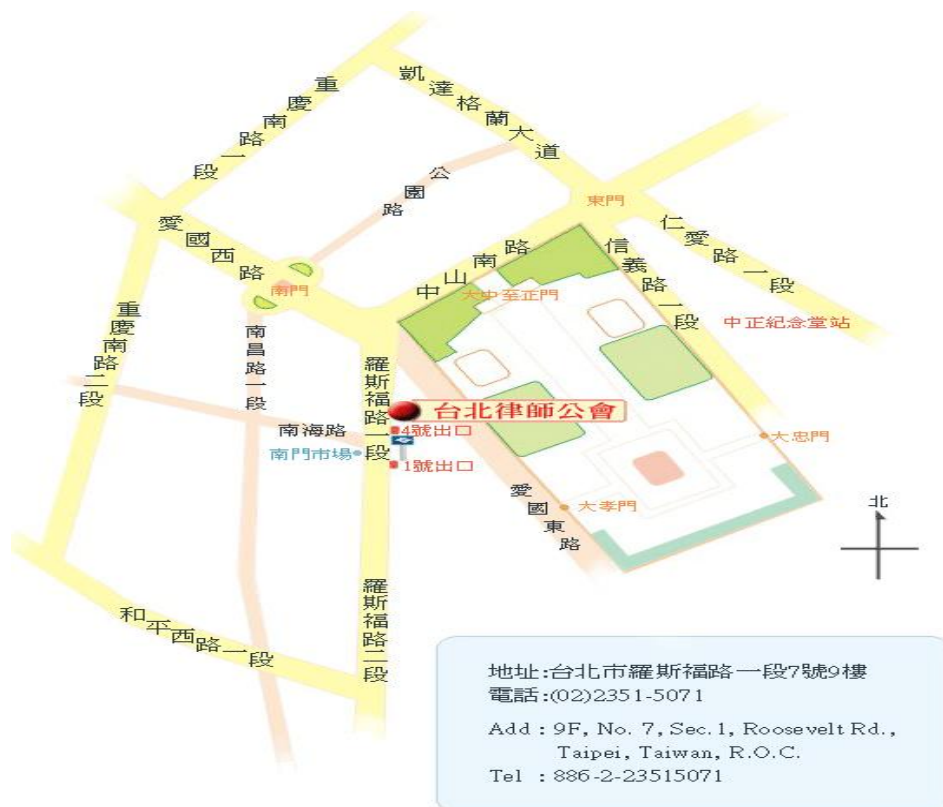 重慶南路一段
凱達格蘭大道
公園路
東門
愛國西路
南門
中山南路
信義路一段
仁愛路一段
大中至正門
中正紀念堂站
重慶南路二段
南昌路一段
羅斯福路一段
台北律師公會
4號出口
南海路
南門市場
1號出口
大忠門
大孝門
愛國東路
北
羅斯福路二段
和平西路一段
地址:台北市羅斯福路一段7號9樓
電話:(02)2351-5071
Add : 9F, No. 7, Sec.1, Roosevelt Rd.,
Taipei, Taiwan, R.O.C.
Tel : 886-2-23515071